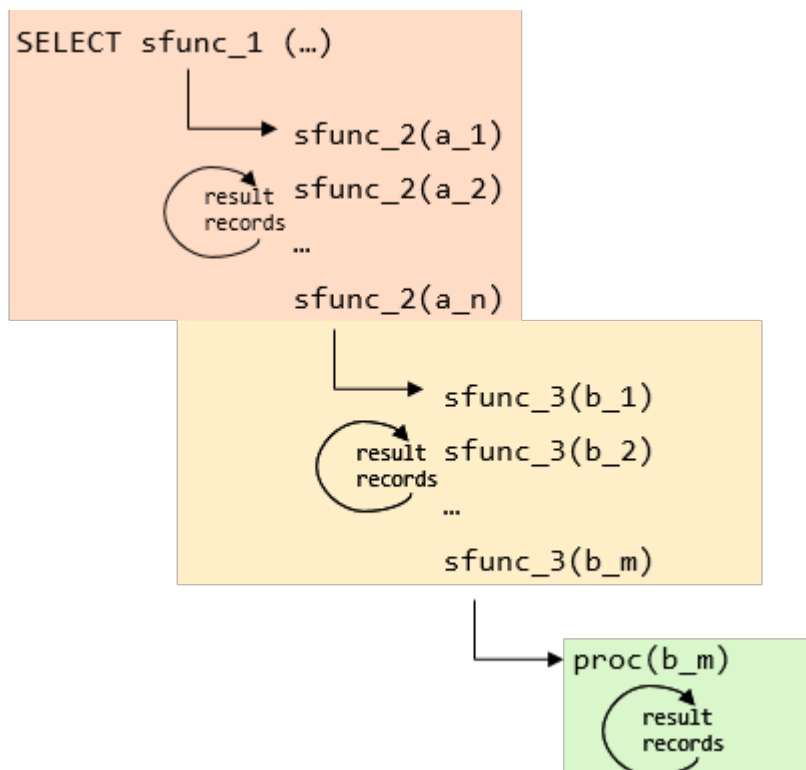 SELECT sfunc_1 (…)
sfunc_2(a_1)
sfunc_2(a_2)
result
records
…
sfunc_2(a_n)
sfunc_3(b_1)
sfunc_3(b_2)
result
records
…
sfunc_3(b_m)
proc(b_m)
result
records